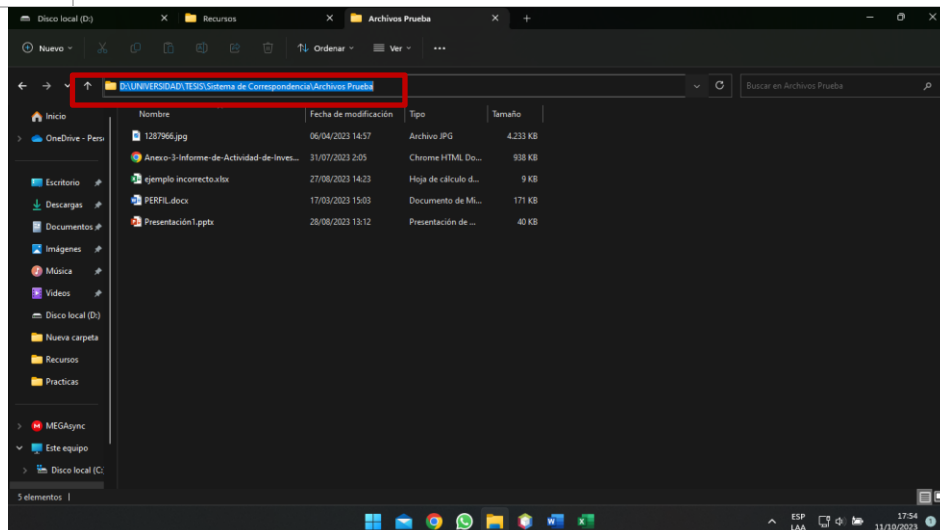 Disco local (D:) Recursos Archivos Prueba
Nuevo Ordenar Ver
D:\UNIVERSIDAD\TESIS\Sistema de Correspondencia\Archivos Prueba Buscar en Archivos Prueba
Inicio
OneDrive - Pers
Escritorio
Descargas
Documentos
Imágenes
Música
Videos
Disco local (D:)
Nueva carpeta
Recursos
Practicas
MEGAsync
Este equipo
Disco local (C:
Nombre Fecha de modificación Tipo Tamaño
1287966.jpg 06/04/2023 14:57 Archivo JPG 4.233 KB
Anexo-3-Informe-de-Actividad-de-Inves... 31/07/2023 2:05 Chrome HTML Do... 938 KB
ejemplo incorrecto.xlsx 27/08/2023 14:23 Hoja de cálculo d... 9 KB
PERFIL.docx 17/03/2023 15:03 Documento de Mi... 171 KB
Presentación1.pptx 28/08/2023 13:12 Presentación de ... 40 KB
5 elementos
ESP
LAA
17:54
11/10/2023